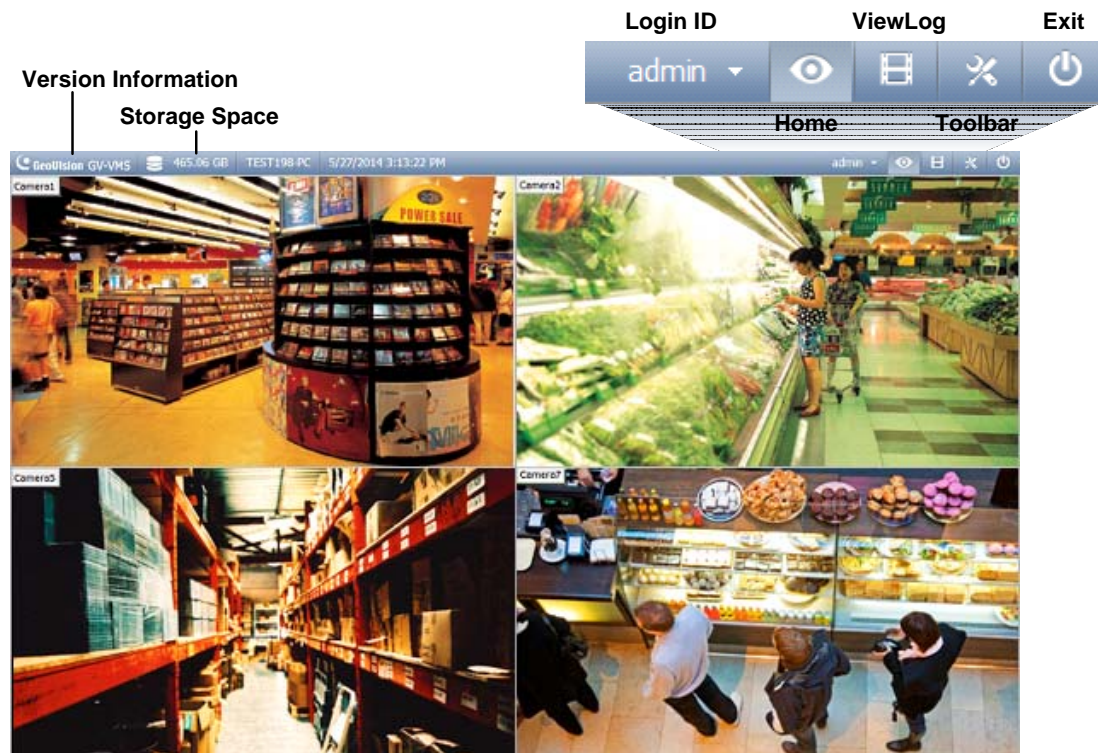 Login ID ViewLog Exit
admin
Home Toolbar
Version Information
Storage Space
GeoVision GV-VMS 465.06 GB TEST198-PC 5/27/2014 3:13:22 PM admin
Camera1
POWER SALE
Camera2
Camera5
Camera7